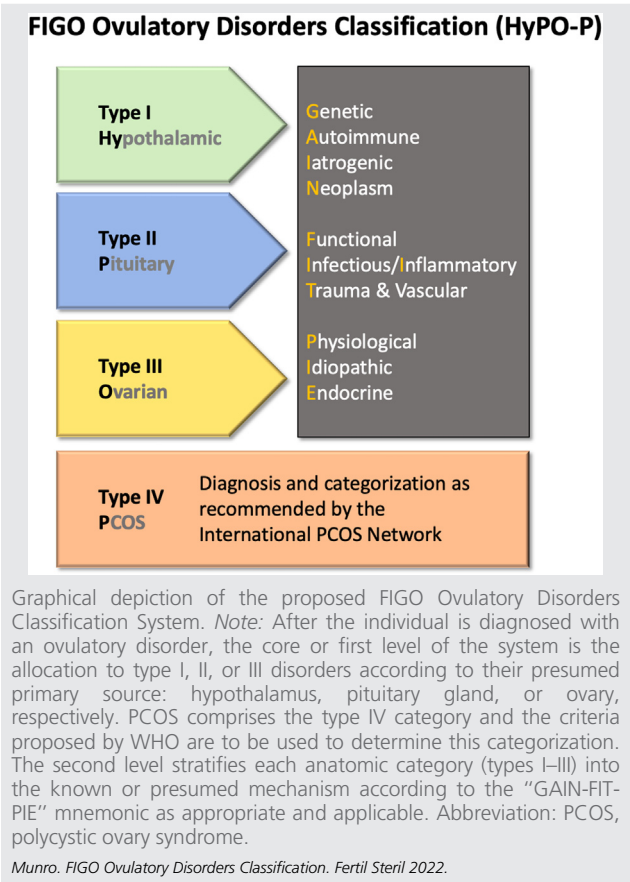 FIGO Ovulatory Disorders Classification (HyPO-P)
Type I
Hypothalamic
Genetic
Autoimmune
Iatrogenic
Neoplasm
Type II
Pituitary
Functional
Infectious/Inflammatory
Trauma & Vascular
Type III
Ovarian
Physiological
Idiopathic
Endocrine
Type IV
PCOS
Diagnosis and categorization as
recommended by the
International PCOS Network
Graphical depiction of the proposed FIGO Ovulatory Disorders
Classification System. Note: After the individual is diagnosed with
an ovulatory disorder, the core or first level of the system is the
allocation to type I, II, or III disorders according to their presumed
primary source: hypothalamus, pituitary gland, or ovary,
respectively. PCOS comprises the type IV category and the criteria
proposed by WHO are to be used to determine this categorization.
The second level stratifies each anatomic category (types I–III) into
the known or presumed mechanism according to the "GAIN-FIT-
PIE" mnemonic as appropriate and applicable. Abbreviation: PCOS,
polycystic ovary syndrome.
Munro. FIGO Ovulatory Disorders Classification. Fertil Steril 2022.